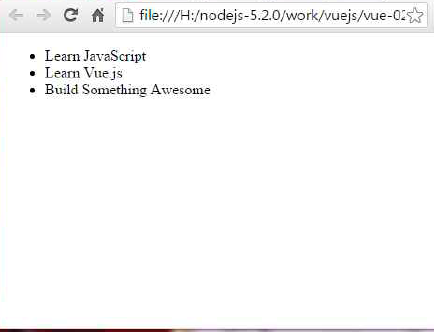 file:///H:/nodejs-5.2.0/work/vuejs/vue-02
Learn JavaScript
Learn Vue.js
Build Something Awesome